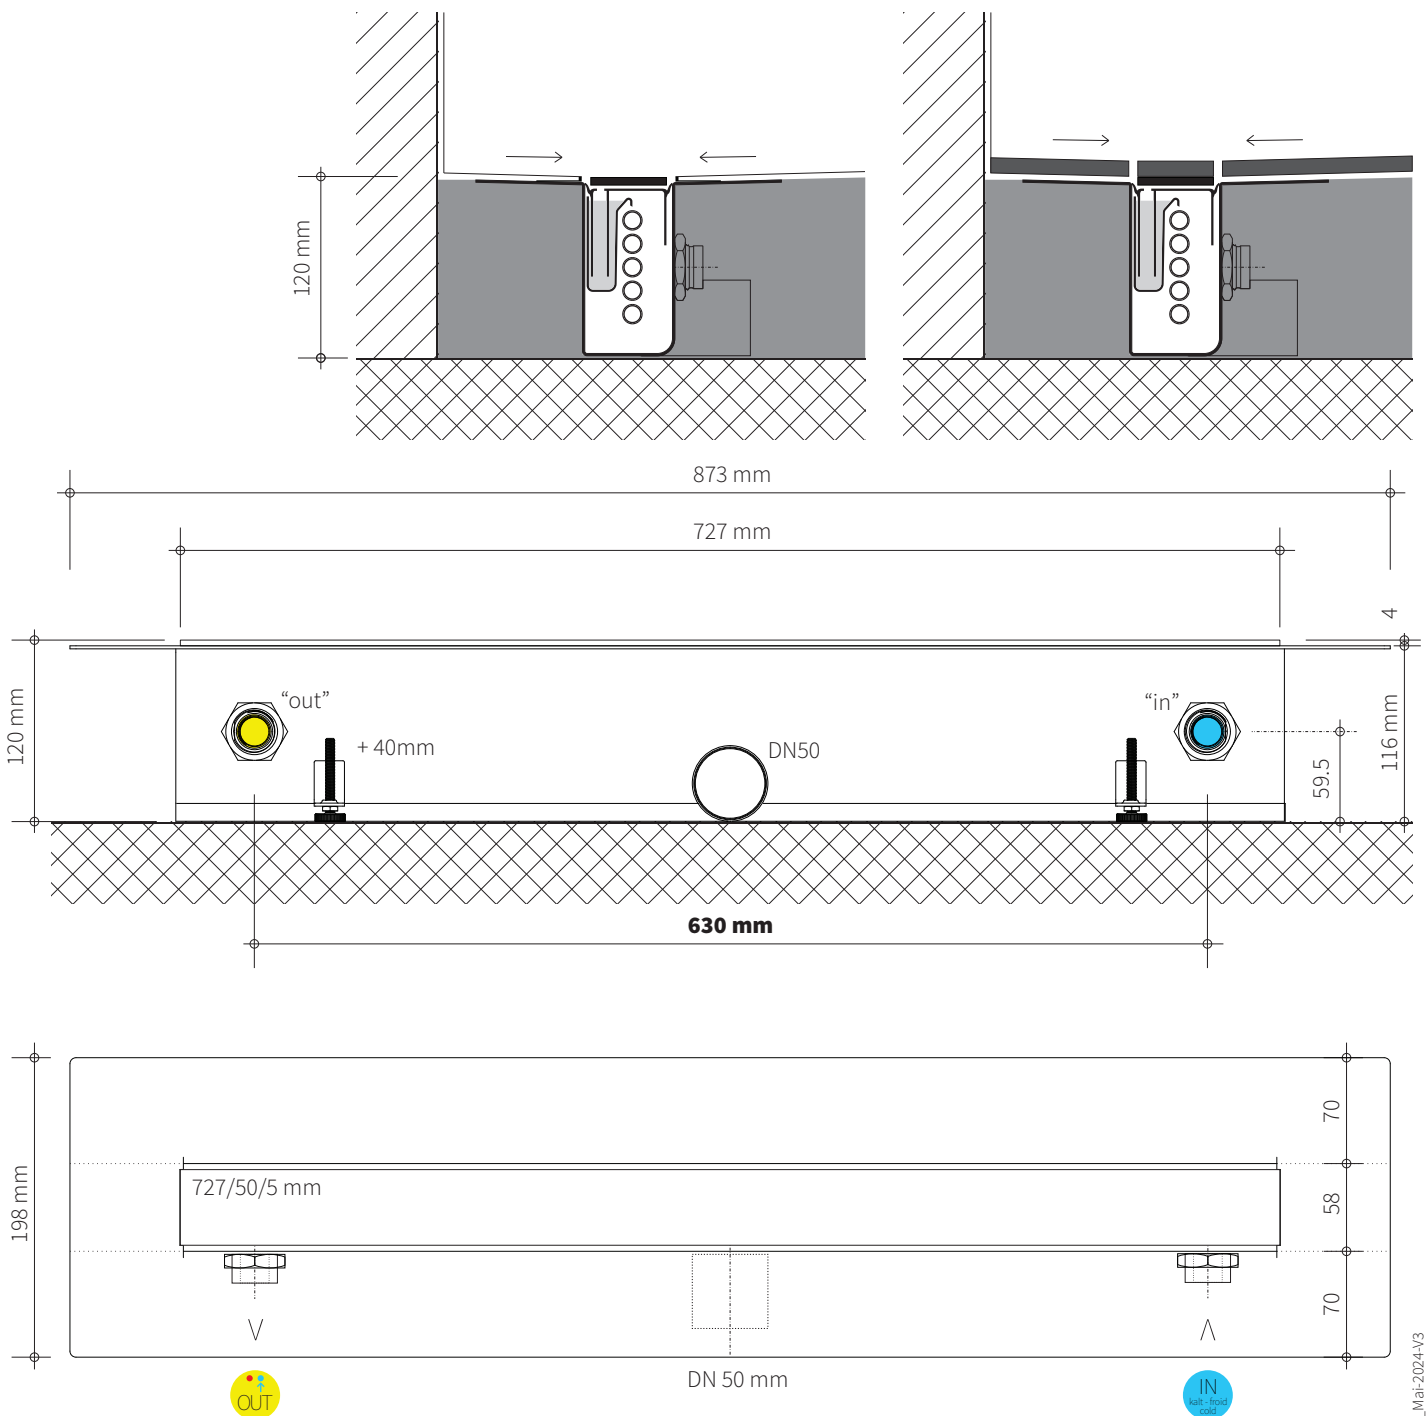 120 mm
873 mm
727 mm
4
120 mm
"out"
"in"
+ 40mm
DN50
116 mm
59.5
630 mm
198 mm
70
727/50/5 mm
58
70
DN 50 mm
OUT
IN
kalt - froid
cold
_Mai-2024-V3